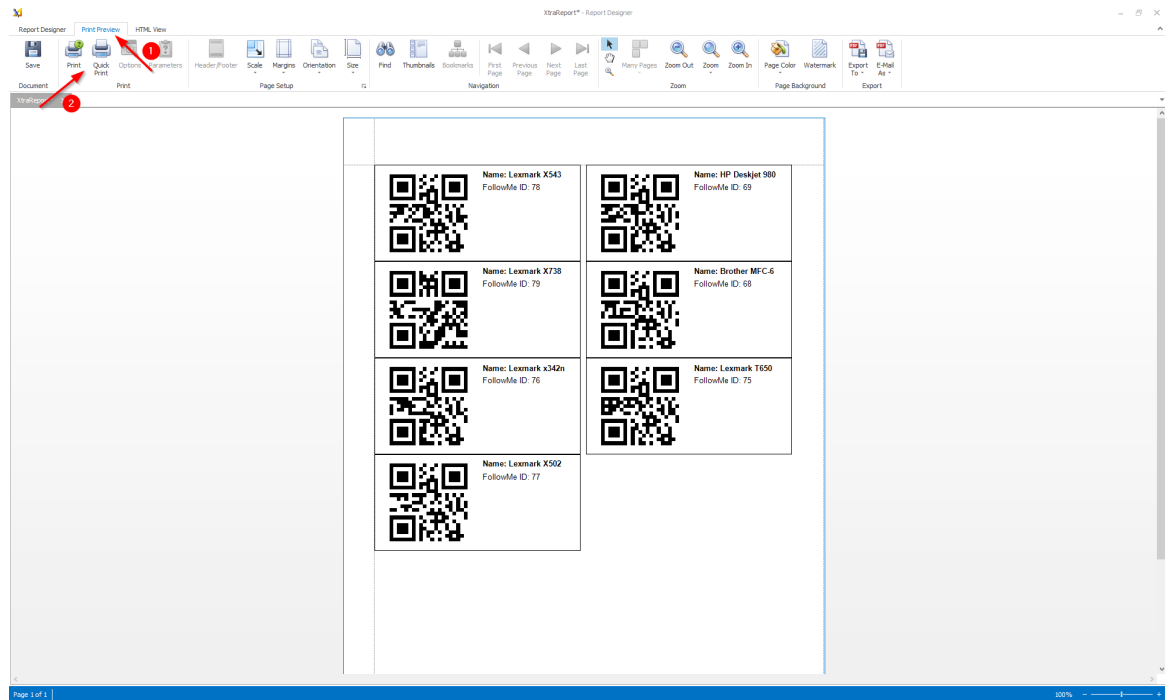 XtraReport* - Report Designer
Report Designer Print Preview HTML View
1
Save Print Quick Print Options Parameters Header/Footer Scale Margins Orientation Size Find Thumbnails Bookmarks First Page Previous Page Next Page Last Page Many Pages Zoom Out Zoom Zoom In Page Color Watermark Export To E-Mail As
Document Print Page Setup Navigation Zoom Page Background Export
2
Name: Lexmark X543
FollowMe ID: 78
Name: HP Deskjet 980
FollowMe ID: 69
Name: Lexmark X738
FollowMe ID: 79
Name: Brother MFC-6
FollowMe ID: 68
Name: Lexmark x342n
FollowMe ID: 76
Name: Lexmark T650
FollowMe ID: 75
Name: Lexmark X502
FollowMe ID: 77
Page 1 of 1
100%